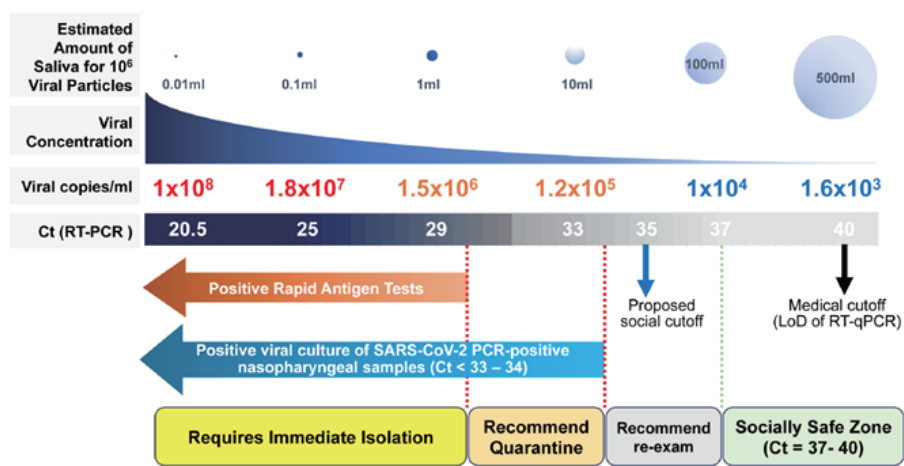 Estimated
Amount of
Saliva for 10⁶
Viral Particles
0.01ml
0.1ml
1ml
10ml
100ml
500ml
Viral
Concentration
Viral copies/ml
1x10⁸
1.8x10⁷
1.5x10⁶
1.2x10⁵
1x10⁴
1.6x10³
Ct (RT-PCR )
20.5
25
29
33
35
37
40
Positive Rapid Antigen Tests
Proposed
social cutoff
Medical cutoff
(LoD of RT-qPCR)
Positive viral culture of SARS-CoV-2 PCR-positive
nasopharyngeal samples (Ct < 33 – 34)
Requires Immediate Isolation
Recommend
Quarantine
Recommend
re-exam
Socially Safe Zone
(Ct = 37- 40)